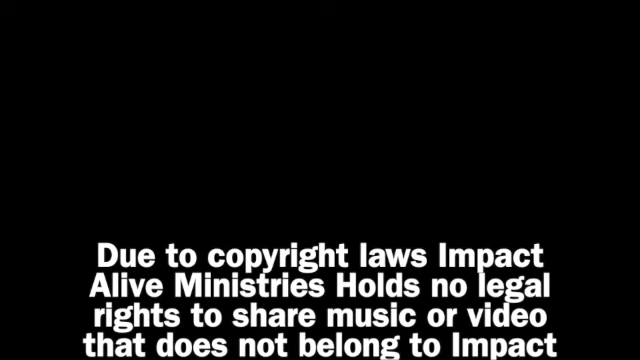 Due to copyright laws Impact
Alive Ministries Holds no legal
rights to share music or video
that does not belong to Impact